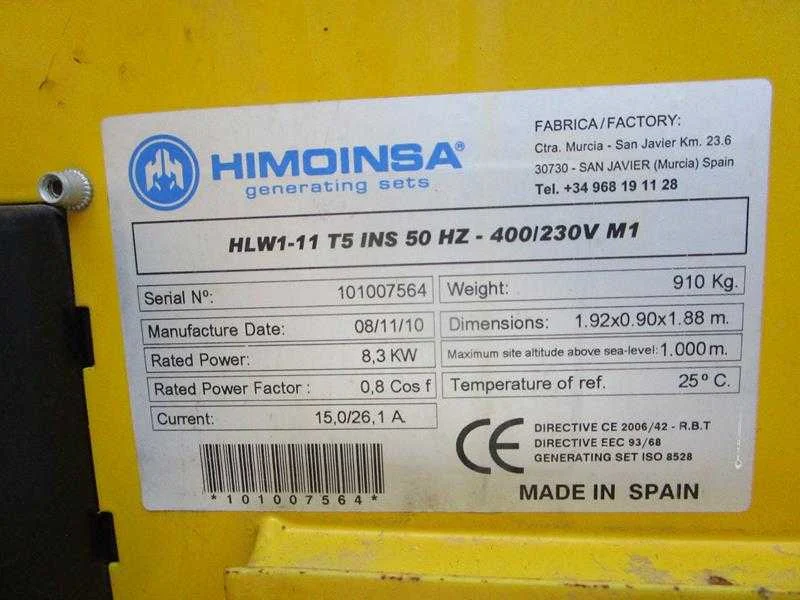 HIMOINSA®
generating sets
FABRICA/FACTORY:
Ctra. Murcia - San Javier Km. 23.6
30730 - SAN JAVIER (Murcia) Spain
Tel. +34 968 19 11 28
HLW1-11 T5 INS 50 HZ - 400/230V M1
Serial Nº: 101007564
Weight: 910 Kg.
Manufacture Date: 08/11/10
Dimensions: 1.92x0.90x1.88 m.
Rated Power: 8,3 KW
Maximum site altitude above sea-level: 1.000 m.
Rated Power Factor : 0,8 Cos f
Temperature of ref. 25º C.
Current: 15,0/26,1 A.
CE
DIRECTIVE CE 2006/42 - R.B.T
DIRECTIVE EEC 93/68
GENERATING SET ISO 8528
*101007564*
MADE IN SPAIN